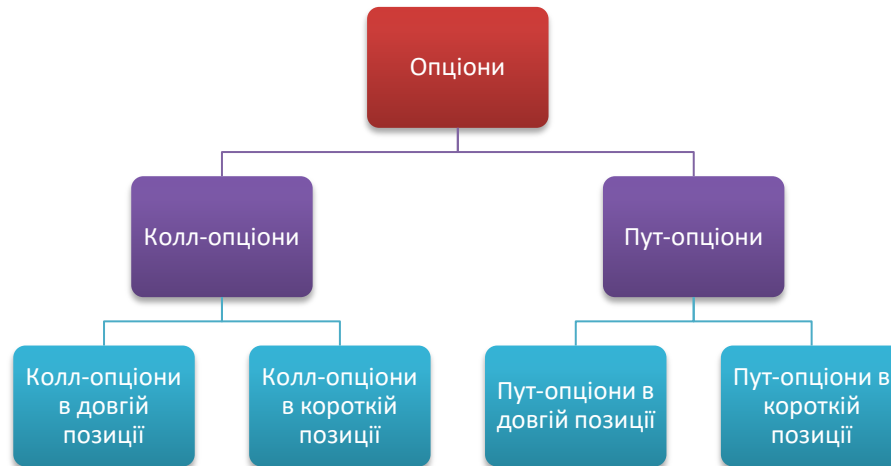 Опціони
Колл-опціони
Пут-опціони
Колл-опціони
в довгій
позиції
Колл-опціони
в короткій
позиції
Пут-опціони в
довгій позиції
Пут-опціони в
короткій
позиції